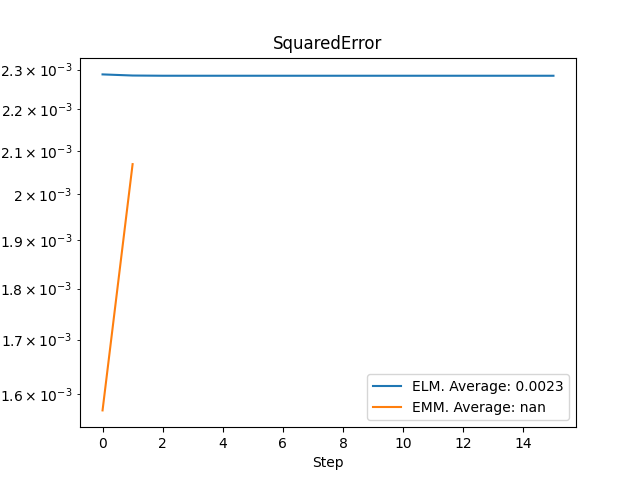 SquaredError
2.3 × 10⁻³
2.2 × 10⁻³
2.1 × 10⁻³
2 × 10⁻³
1.9 × 10⁻³
1.8 × 10⁻³
1.7 × 10⁻³
1.6 × 10⁻³
ELM. Average: 0.0023
EMM. Average: nan
0 2 4 6 8 10 12 14
Step